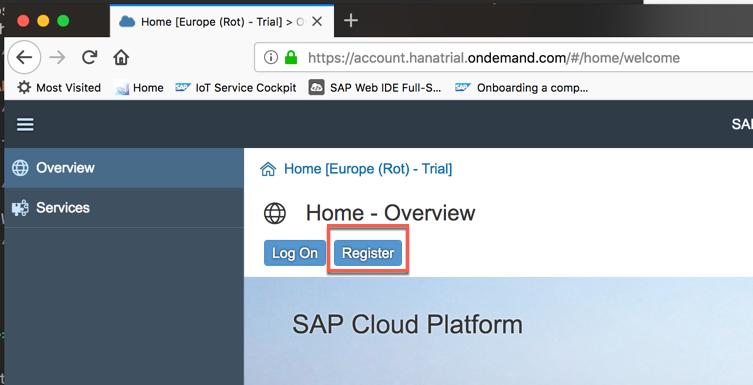 Home [Europe (Rot) - Trial] > O
https://account.hanatrial.ondemand.com/#/home/welcome
Most Visited Home SAP IoT Service Cockpit SAP Web IDE Full-S... SAP Onboarding a comp...
SA
Overview
Services
Home [Europe (Rot) - Trial]
Home - Overview
Log On Register
SAP Cloud Platform